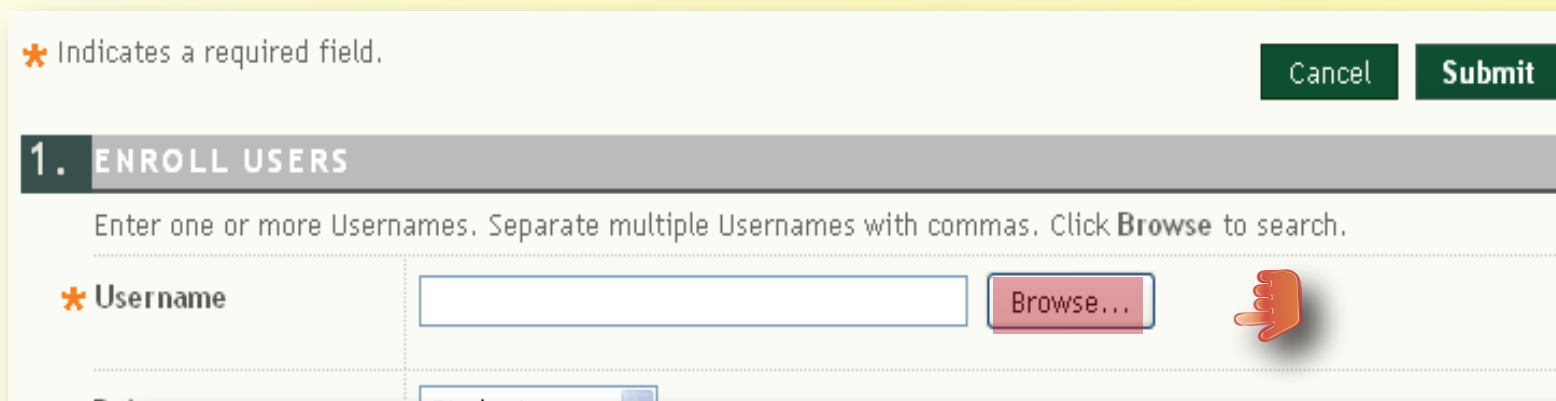 * Indicates a required field.
Cancel Submit
1. ENROLL USERS
Enter one or more Usernames. Separate multiple Usernames with commas. Click Browse to search.
* Username Browse...